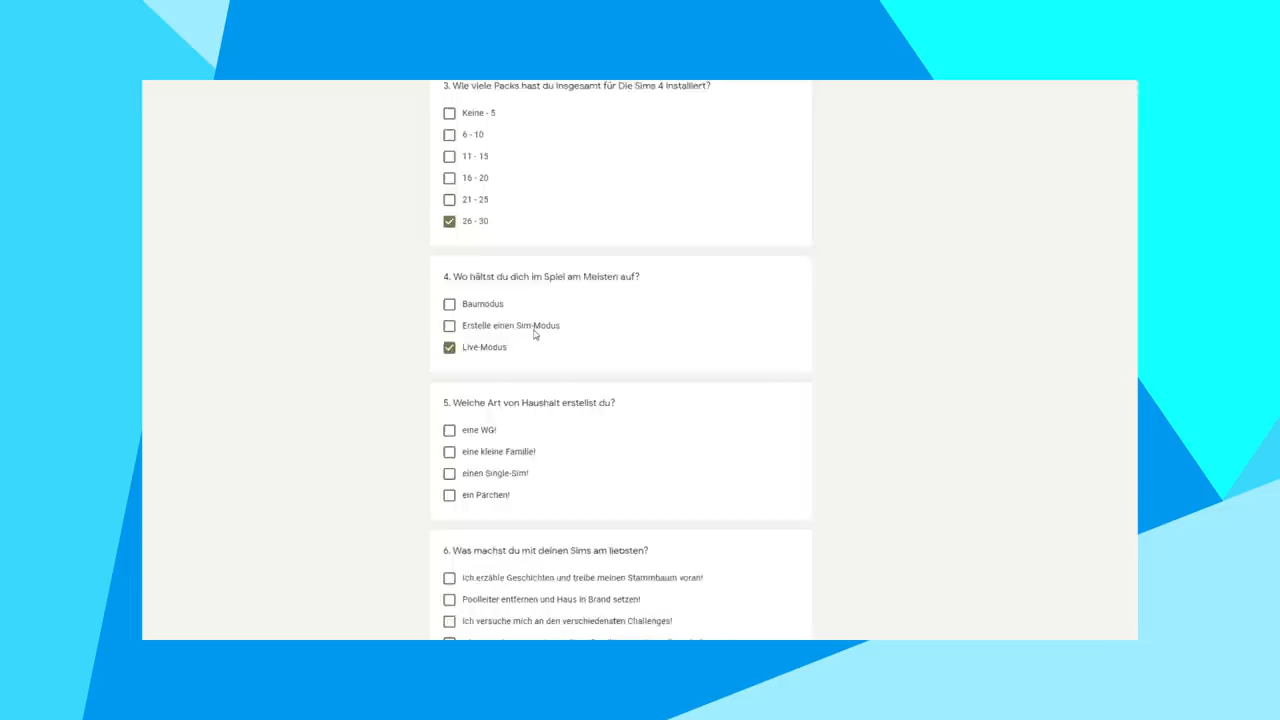 3. Wie viele Packs hast du insgesamt für Die Sims 4 installiert?
Keine - 5
6 - 10
11 - 15
16 - 20
21 - 25
26 - 30
4. Wo hältst du dich im Spiel am Meisten auf?
Baumodus
Erstelle einen Sim-Modus
Live-Modus
5. Welche Art von Haushalt erstellst du?
eine WG!
eine kleine Familie!
einen Single-Sim!
ein Pärchen!
6. Was machst du mit deinen Sims am liebsten?
Ich erzähle Geschichten und treibe meinen Stammbaum voran!
Poolleiter entfernen und Haus in Brand setzen!
Ich versuche mich an den verschiedensten Challenges!